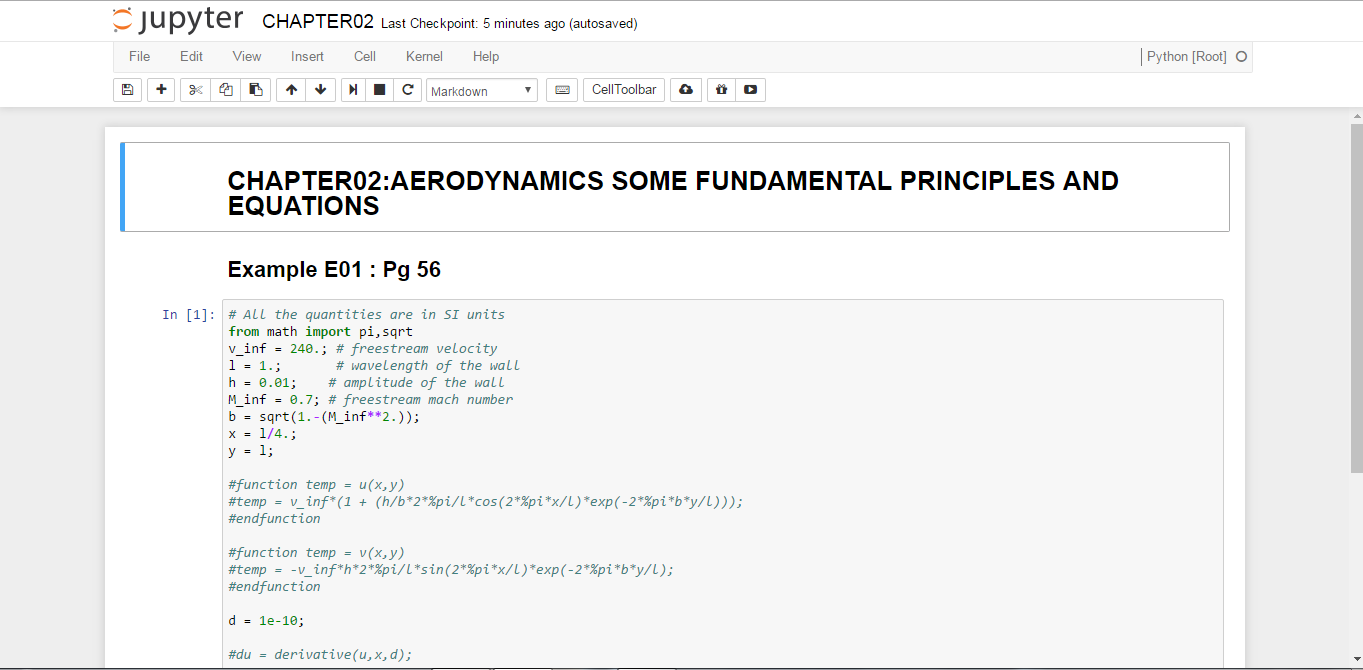 jupyter CHAPTER02 Last Checkpoint: 5 minutes ago (autosaved)
File Edit View Insert Cell Kernel Help Python [Root]
Markdown CellToolbar
CHAPTER02:AERODYNAMICS SOME FUNDAMENTAL PRINCIPLES AND
EQUATIONS
Example E01 : Pg 56
In [1]: # All the quantities are in SI units
from math import pi,sqrt
v_inf = 240.; # freestream velocity
l = 1.; # wavelength of the wall
h = 0.01; # amplitude of the wall
M_inf = 0.7; # freestream mach number
b = sqrt(1.-(M_inf**2.));
x = l/4.;
y = l;
#function temp = u(x,y)
#temp = v_inf*(1 + (h/b*2*%pi/l*cos(2*%pi*x/l)*exp(-2*%pi*b*y/l)));
#endfunction
#function temp = v(x,y)
#temp = -v_inf*h*2*%pi/l*sin(2*%pi*x/l)*exp(-2*%pi*b*y/l);
#endfunction
d = 1e-10;
#du = derivative(u,x,d);